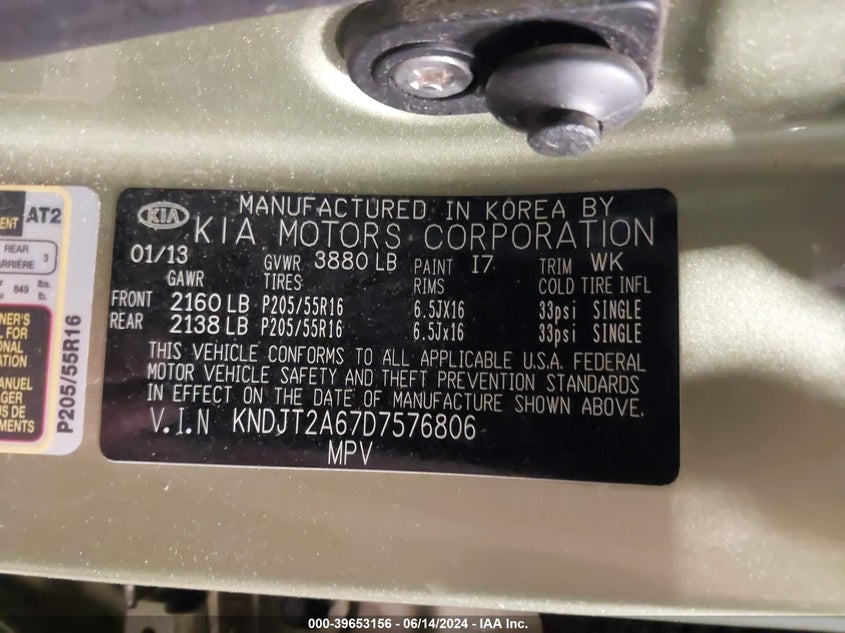 AT2
REAR 3
849 lbs.
P205/55R16
KIA
MANUFACTURED IN KOREA BY
KIA MOTORS CORPORATION
01/13 GVWR 3880 LB PAINT I7 TRIM WK
GAWR TIRES RIMS COLD TIRE INFL
FRONT 2160 LB P205/55R16 6.5JX16 33psi SINGLE
REAR 2138 LB P205/55R16 6.5Jx16 33psi SINGLE
THIS VEHICLE CONFORMS TO ALL APPLICABLE U.S.A. FEDERAL
MOTOR VEHICLE SAFETY AND THEFT PREVENTION STANDARDS
IN EFFECT ON THE DATE OF MANUFACTURE SHOWN ABOVE.
V.I.N KNDJT2A67D7576806
MPV
000-39653156 - 06/14/2024 - IAA Inc.